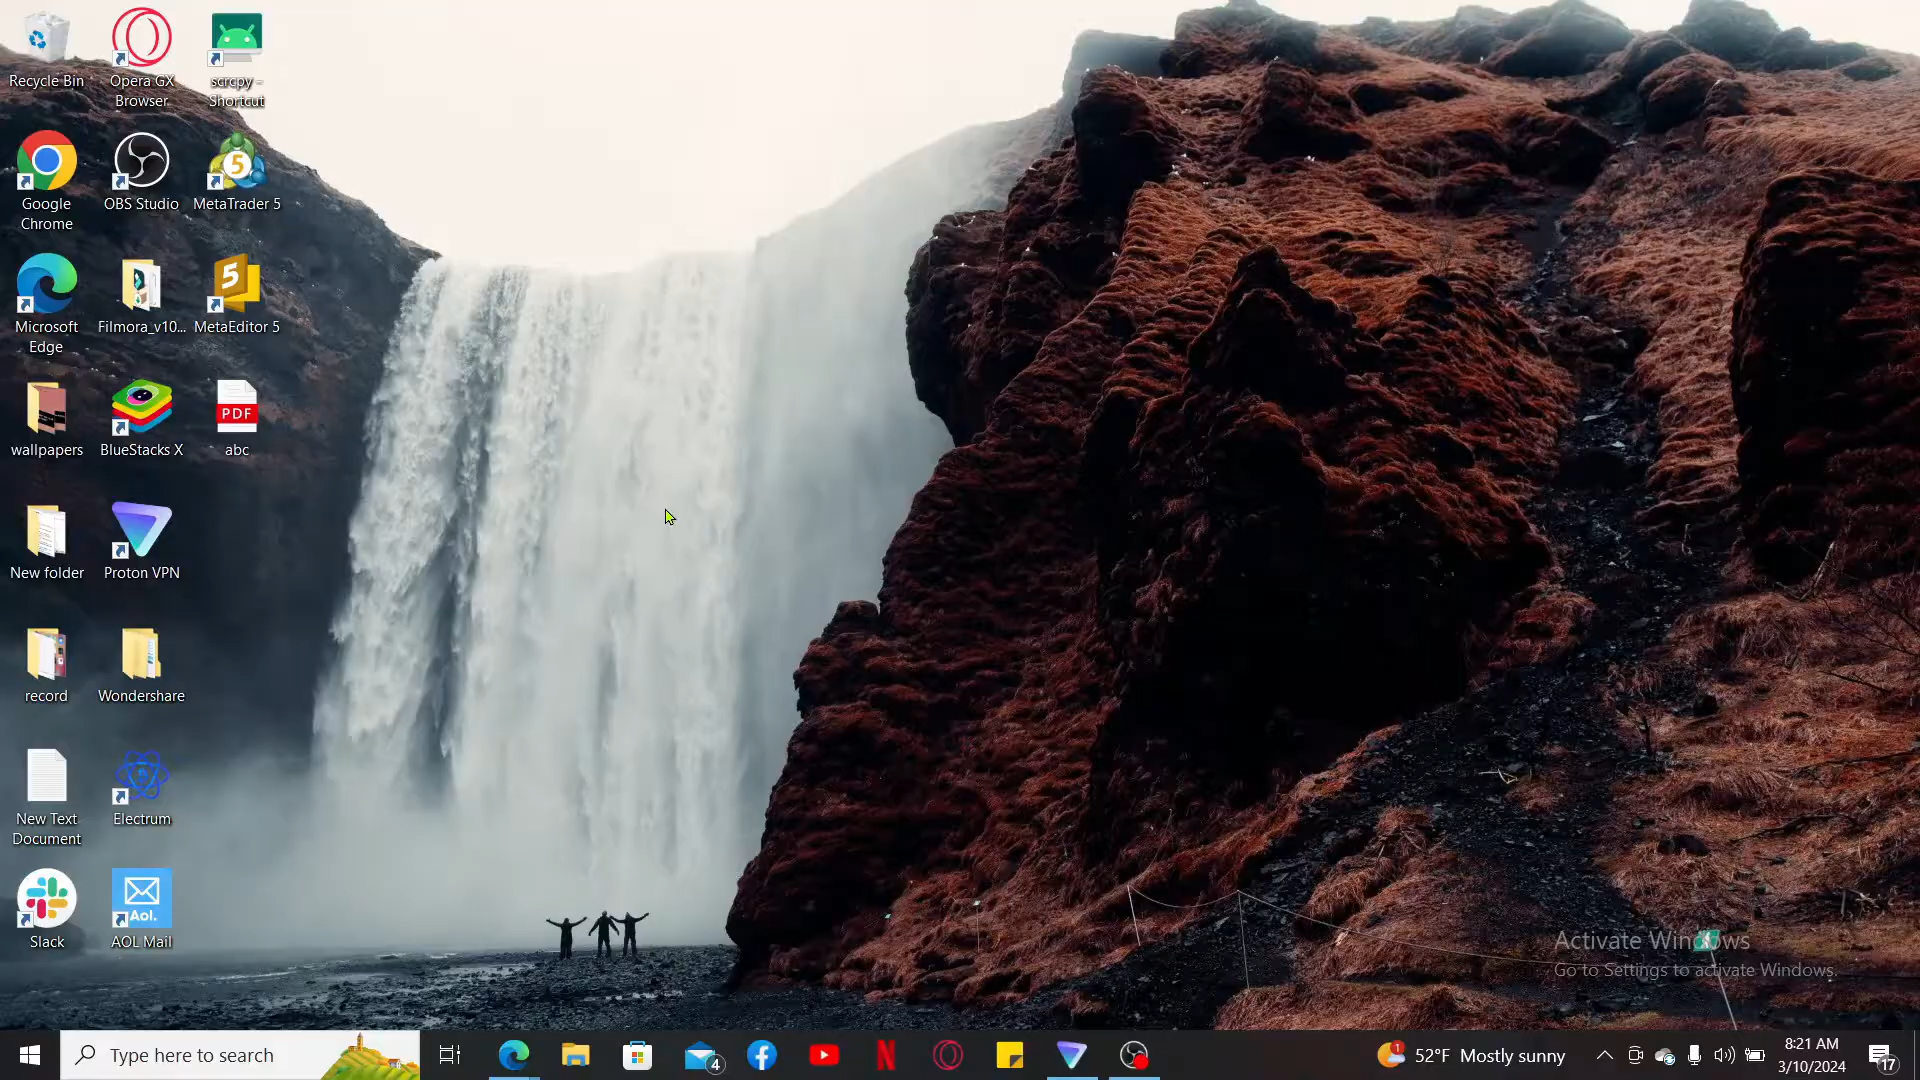 Recycle Bin
Opera GX
Browser
scrcpy -
Shortcut
Google
Chrome
OBS Studio
5
MetaTrader 5
Microsoft
Edge
Filmora_v10...
5
MetaEditor 5
wallpapers
BlueStacks X
PDF
abc
New folder
Proton VPN
record
Wondershare
New Text
Document
Electrum
Slack
Aol.
AOL Mail
Activate Windows
Go to Settings to activate Windows.
Type here to search
4
1
52°F Mostly sunny
8:21 AM
3/10/2024
17